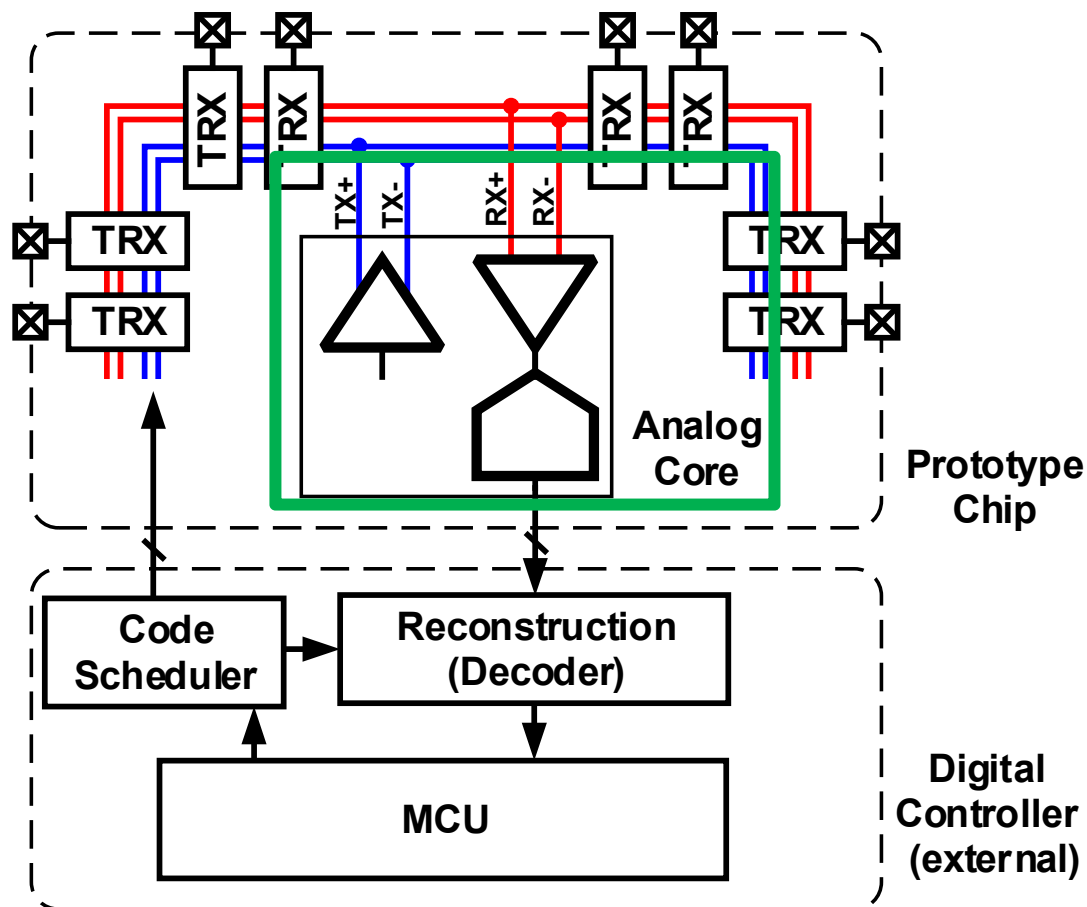 TRX
TRX
TRX
TRX
TX+
TX-
RX+
RX-
TRX
TRX
TRX
TRX
Analog
Core
Prototype
Chip
Code
Scheduler
Reconstruction
(Decoder)
MCU
Digital
Controller
(external)